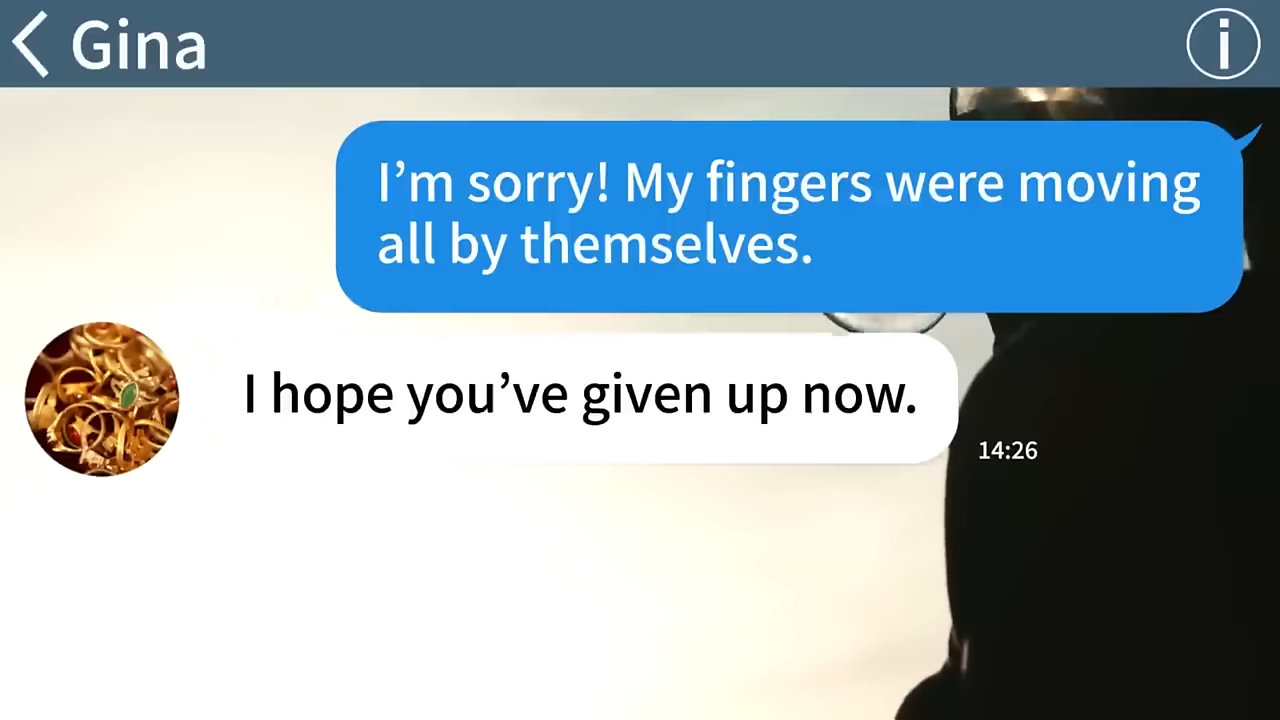 Gina
I’m sorry! My fingers were moving
all by themselves.
I hope you’ve given up now.
14:26